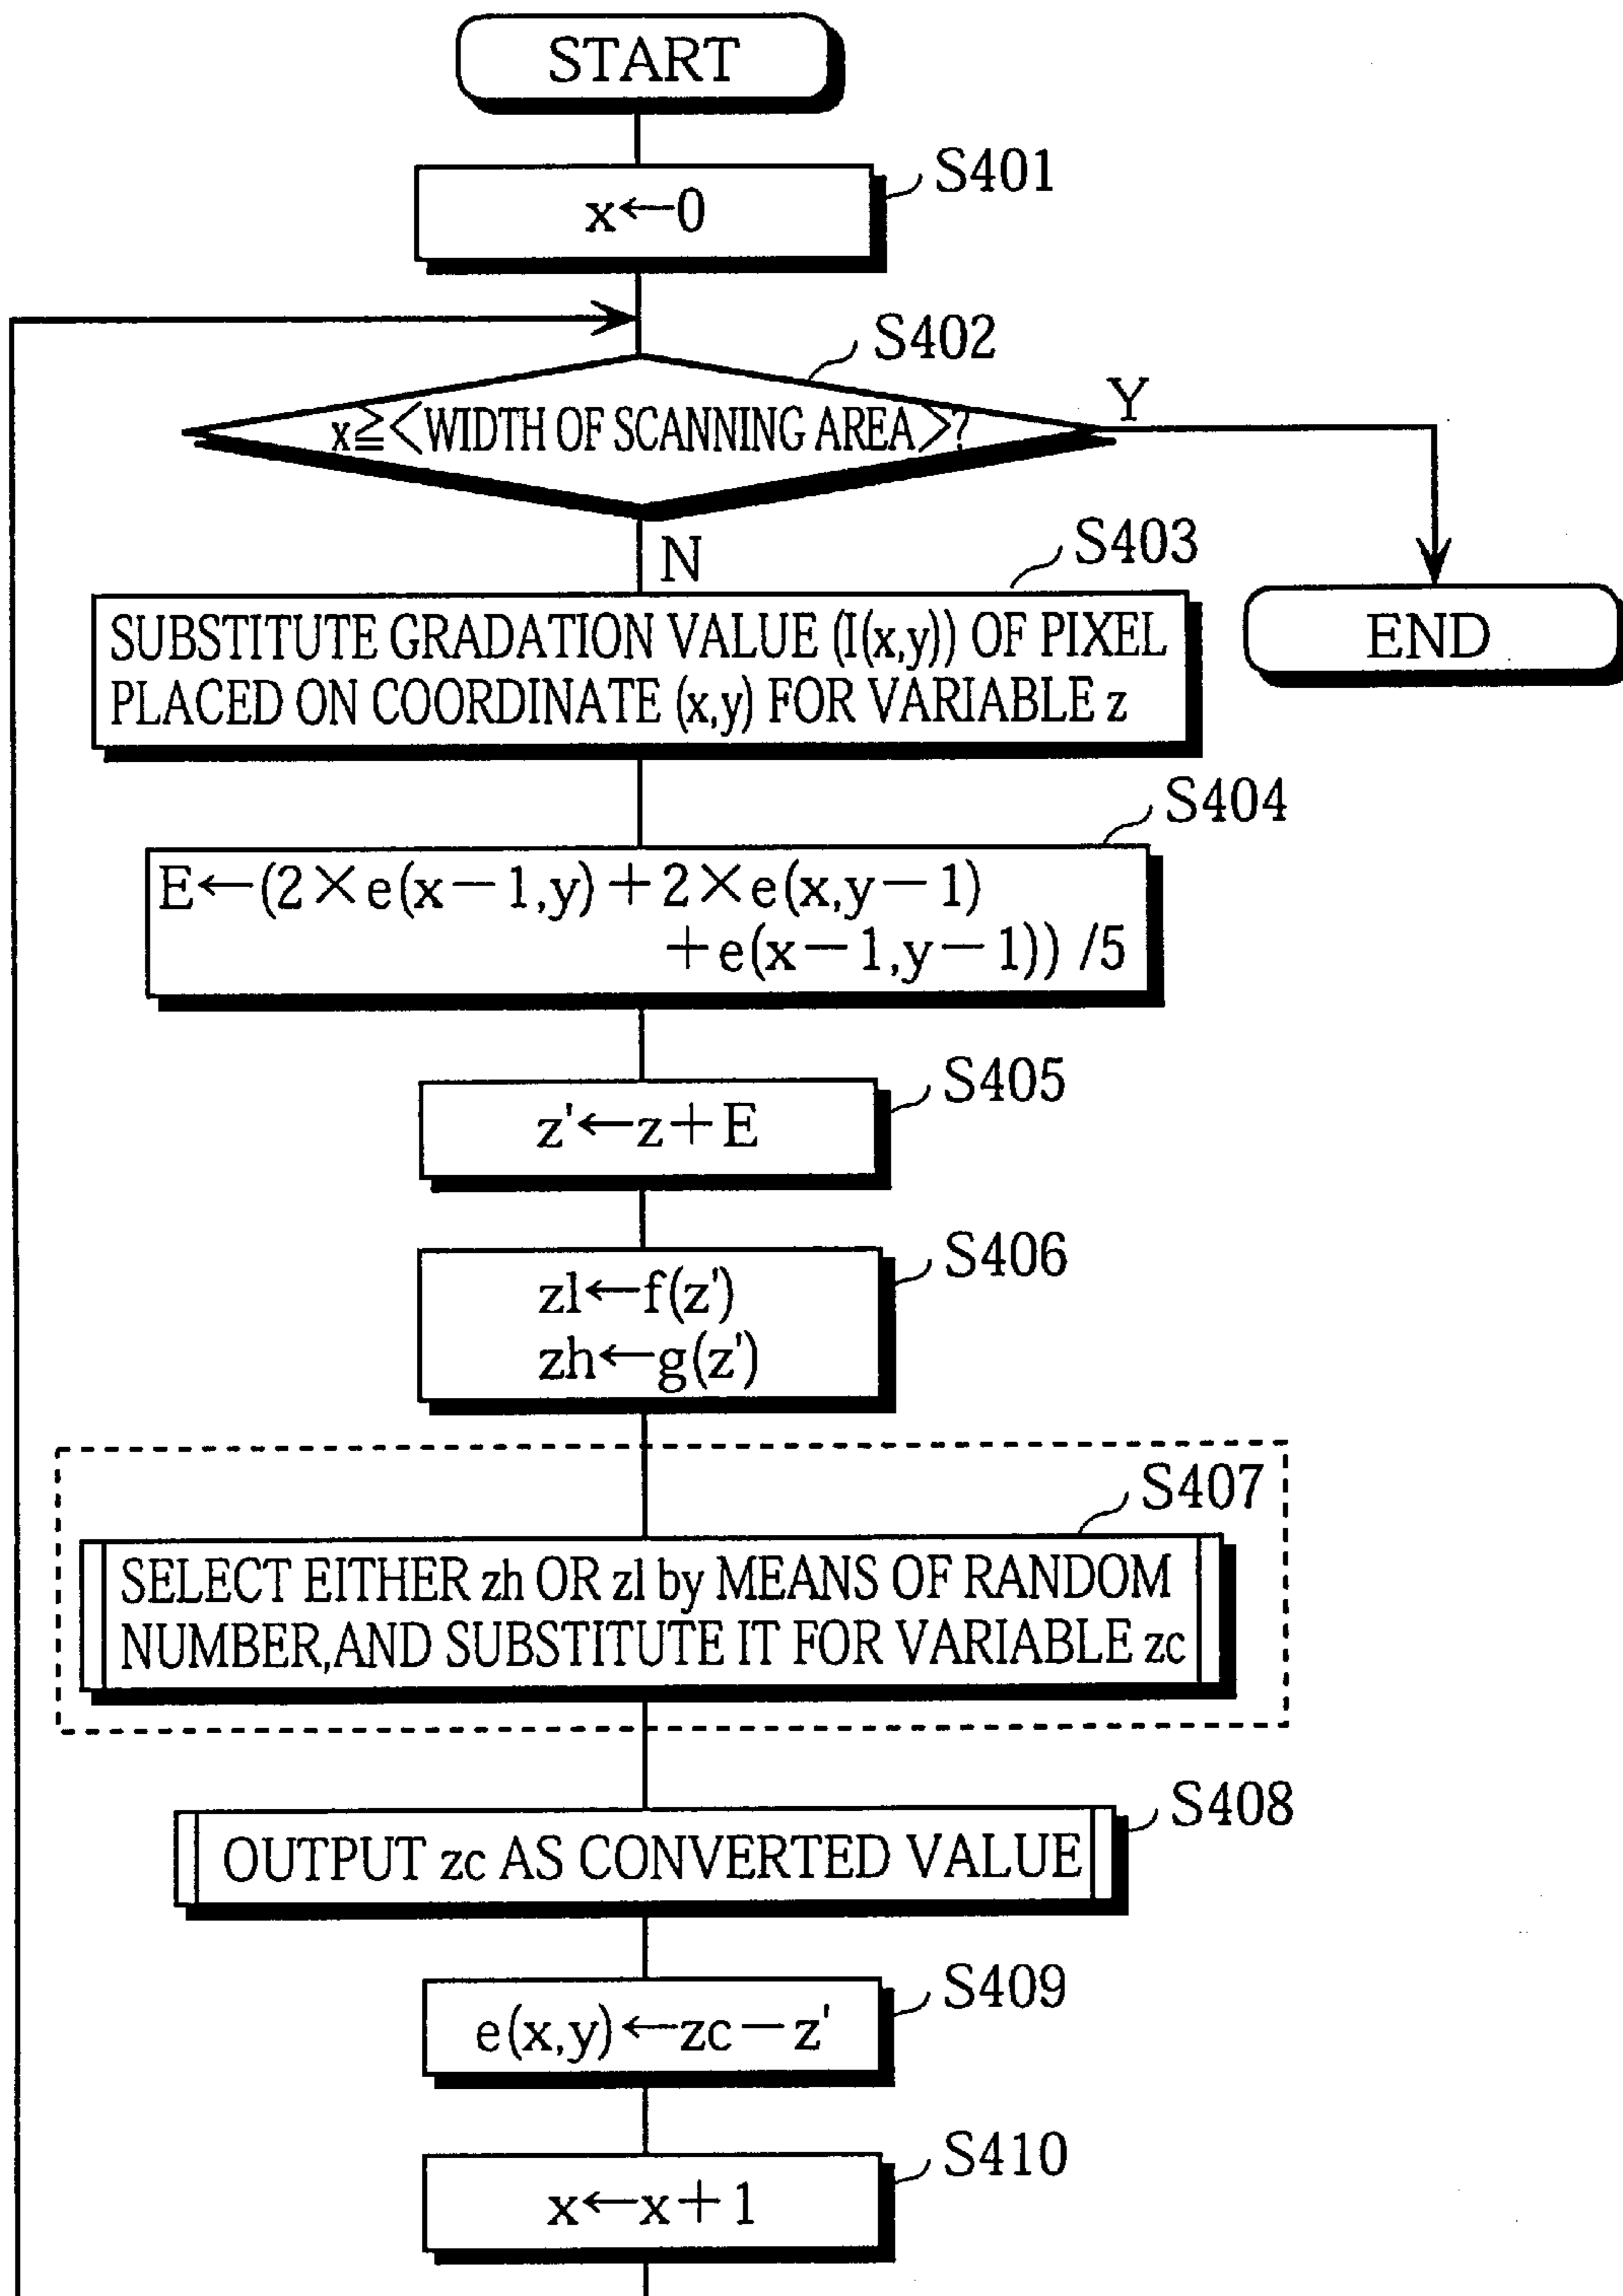 START
S401
x←0
S402
x≧<WIDTH OF SCANNING AREA>?
Y
N
S403
SUBSTITUTE GRADATION VALUE (I(x,y)) OF PIXEL
PLACED ON COORDINATE (x,y) FOR VARIABLE z
END
S404
E←(2×e(x−1,y)+2×e(x,y−1)
+e(x−1,y−1))/5
S405
z'←z+E
S406
zl←f(z')
zh←g(z')
S407
SELECT EITHER zh OR zl by MEANS OF RANDOM
NUMBER,AND SUBSTITUTE IT FOR VARIABLE zc
S408
OUTPUT zc AS CONVERTED VALUE
S409
e(x,y)←zc−z'
S410
x←x+1